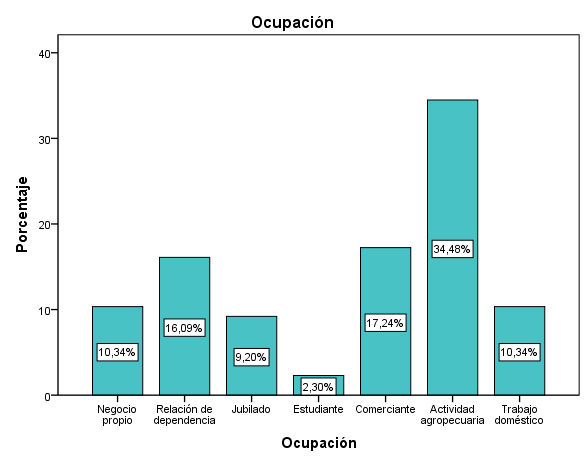 Ocupación
Porcentaje
40
30
20
10
0
10,34%
16,09%
9,20%
2,30%
17,24%
34,48%
10,34%
Negocio
propio
Relación de
dependencia
Jubilado
Estudiante
Comerciante
Actividad
agropecuaria
Trabajo
doméstico
Ocupación